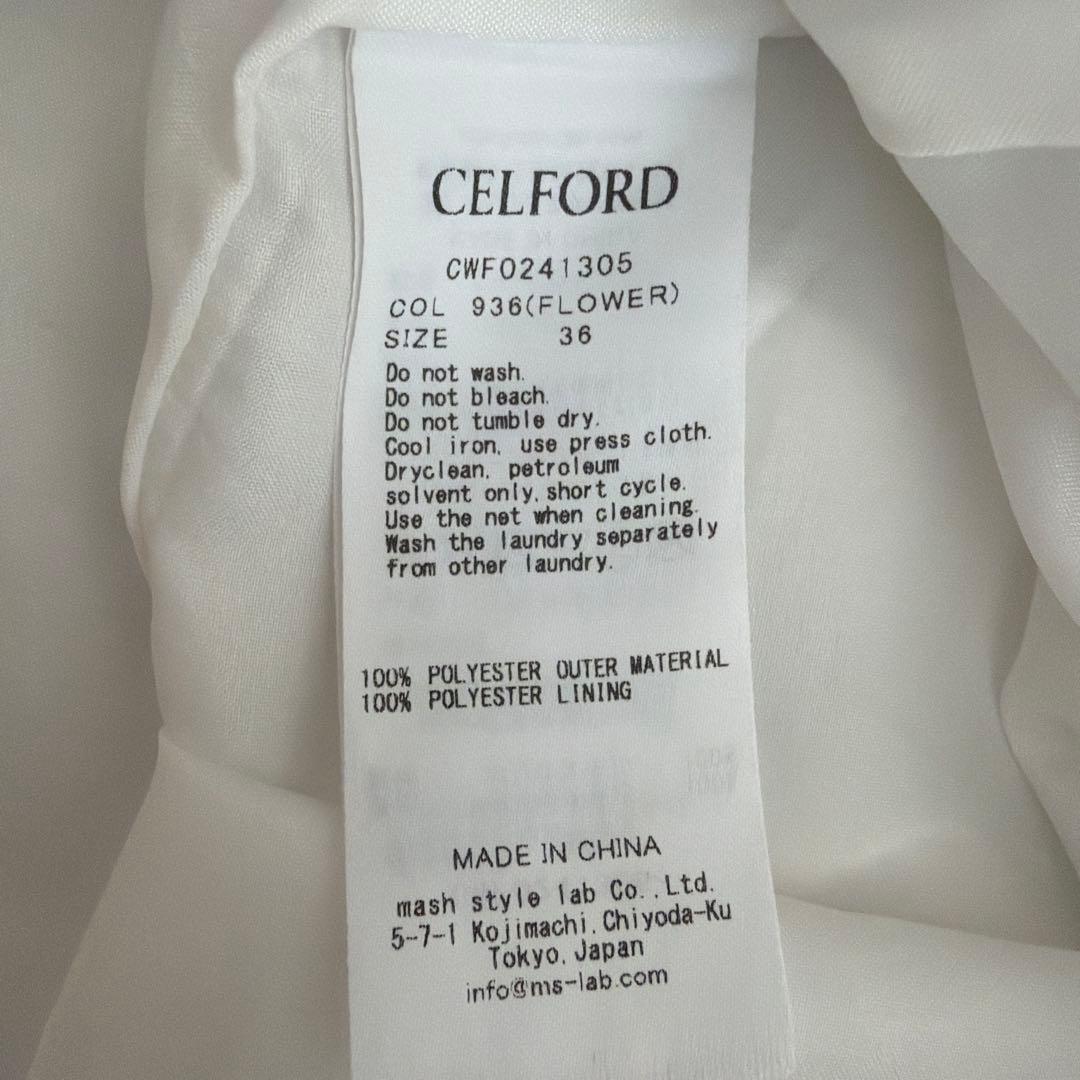 CELFORD
CWFO241305
COL 936(FLOWER)
SIZE 36
Do not wash.
Do not bleach.
Do not tumble dry.
Cool iron, use press cloth.
Dryclean, petroleum
solvent only, short cycle.
Use the net when cleaning.
Wash the laundry separately
from other laundry.
100% POLYESTER OUTER MATERIAL
100% POLYESTER LINING
MADE IN CHINA
mash style lab Co.,Ltd.
5-7-1 Kojimachi,Chiyoda-Ku
Tokyo,Japan
info@ms-lab.com